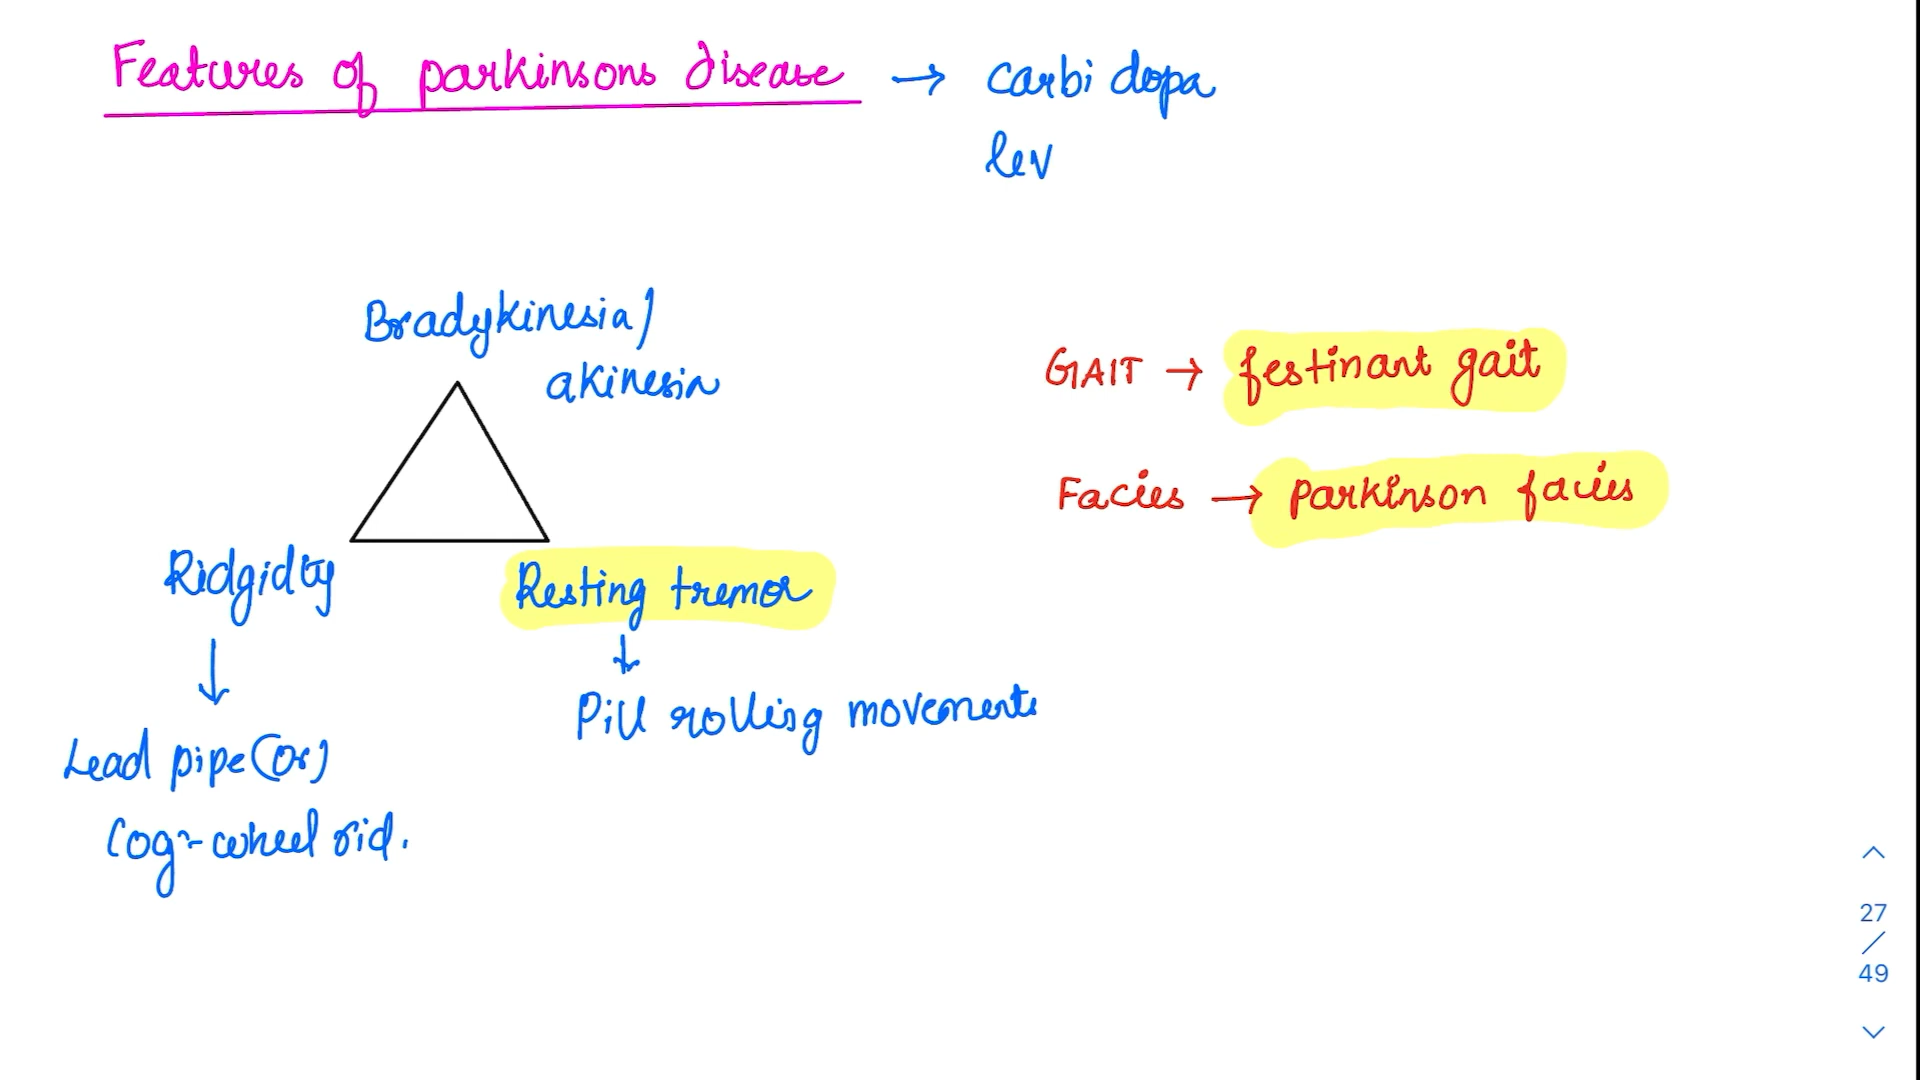 Features of parkinsons disease → carbi dopa
lev
Bradykinesia/
akinesia
GAIT → festinant gait
Facies → parkinson facies
Ridgidity
Resting tremor
Pill rolling movements
Lead pipe (or)
Cog-wheel rid.
27
/
49